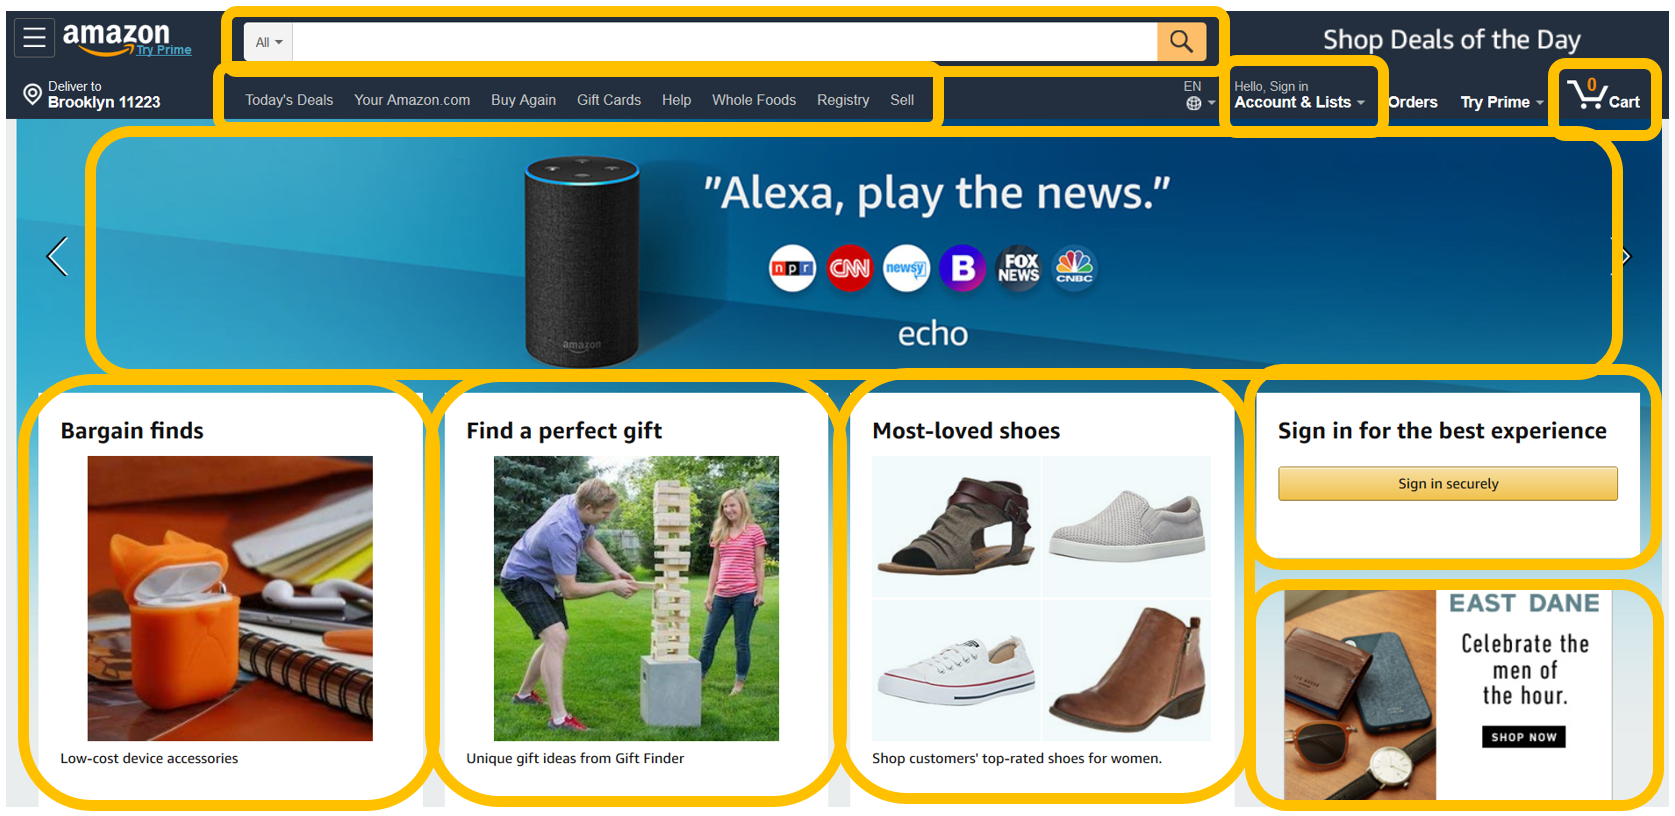 amazon
Try Prime
All
Shop Deals of the Day
Deliver to
Brooklyn 11223
Today's Deals
Your Amazon.com
Buy Again
Gift Cards
Help
Whole Foods
Registry
Sell
EN
Hello, Sign in
Account & Lists
Orders
Try Prime
0
Cart
"Alexa, play the news."
npr
CNN
newsy
B
FOX
NEWS
CNBC
echo
amazon
Bargain finds
Low-cost device accessories
Find a perfect gift
Unique gift ideas from Gift Finder
Most-loved shoes
Shop customers' top-rated shoes for women.
Sign in for the best experience
Sign in securely
EAST DANE
Celebrate the
men of
the hour.
SHOP NOW